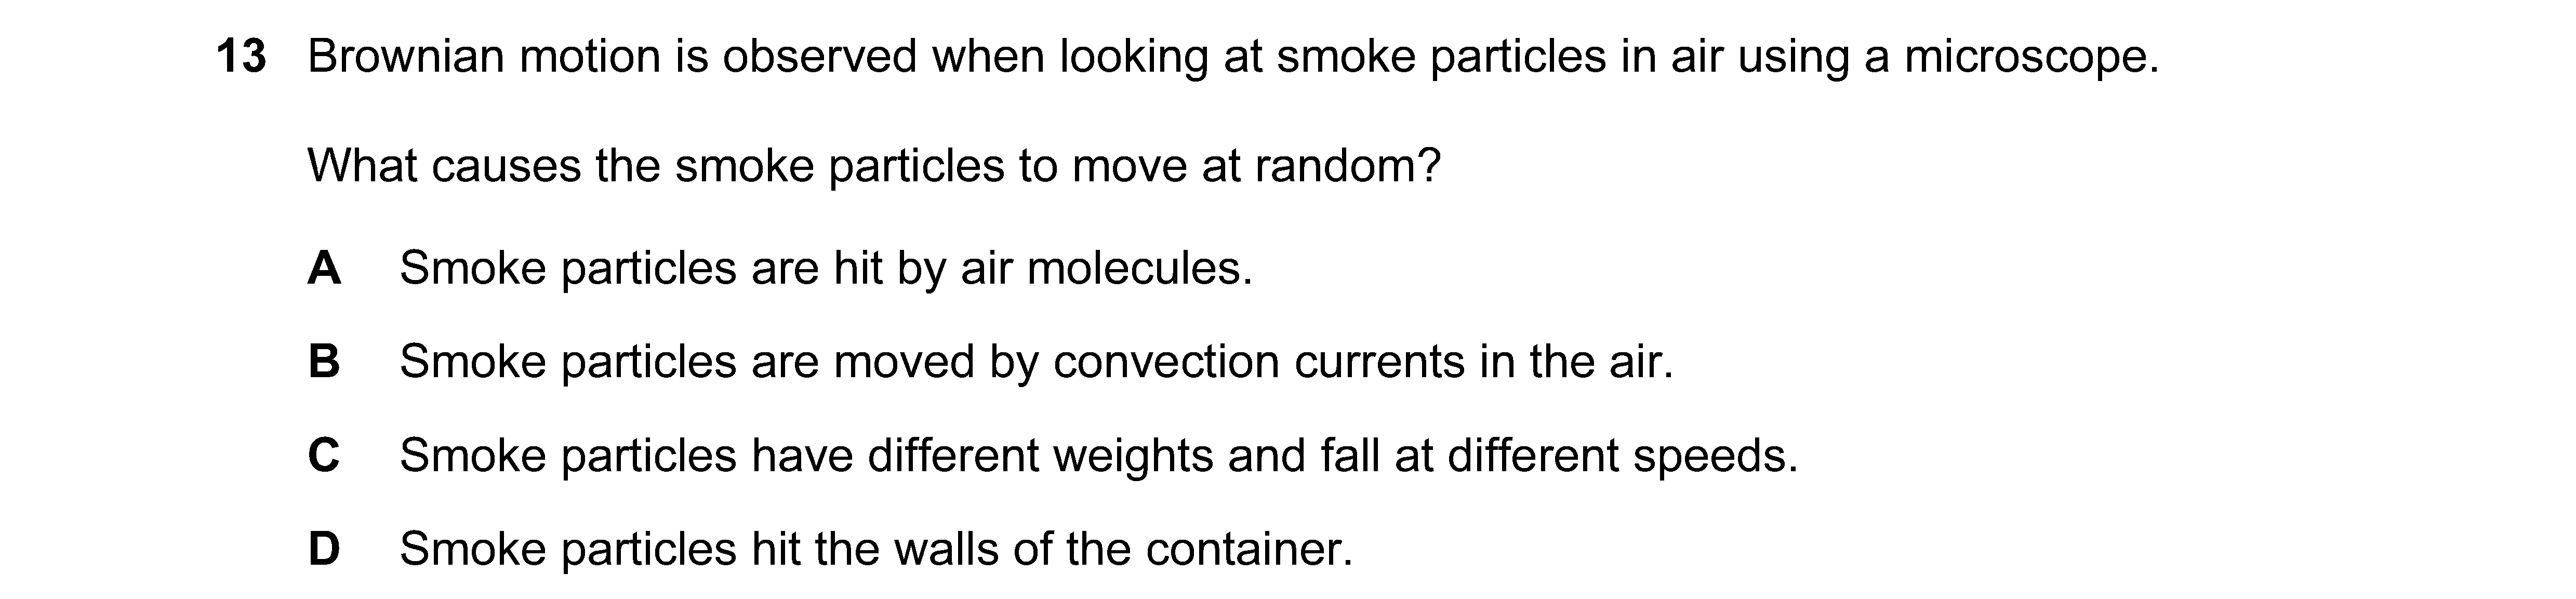 13 Brownian motion is observed when looking at smoke particles in air using a microscope.
What causes the smoke particles to move at random?
A Smoke particles are hit by air molecules.
B Smoke particles are moved by convection currents in the air.
C Smoke particles have different weights and fall at different speeds.
D Smoke particles hit the walls of the container.